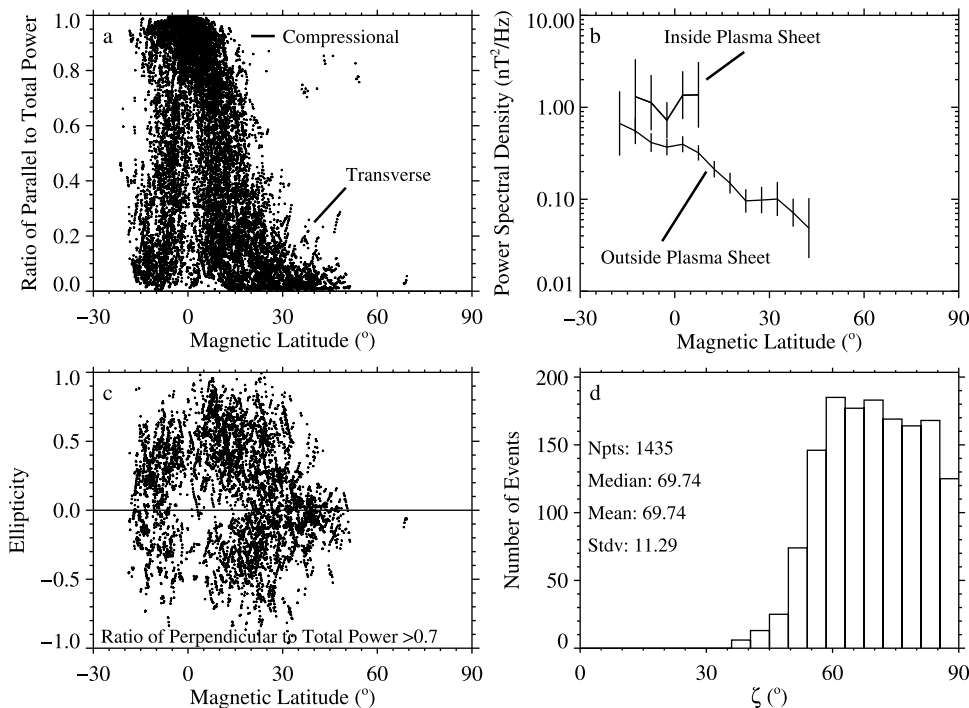 a
Compressional
Transverse
Ratio of Parallel to Total Power
1.0
0.8
0.6
0.4
0.2
0.0
−30 0 30 60 90
Magnetic Latitude (o)
b
Inside Plasma Sheet
Outside Plasma Sheet
Power Spectral Density (nT2/Hz)
10.00
1.00
0.10
0.01
−30 0 30 60 90
Magnetic Latitude (o)
c
Ellipticity
1.0
0.5
0.0
−0.5
−1.0
Ratio of Perpendicular to Total Power >0.7
−30 0 30 60 90
Magnetic Latitude (o)
d
Npts: 1435
Median: 69.74
Mean: 69.74
Stdv: 11.29
Number of Events
200
150
100
50
0
0 30 60 90
ζ (o)